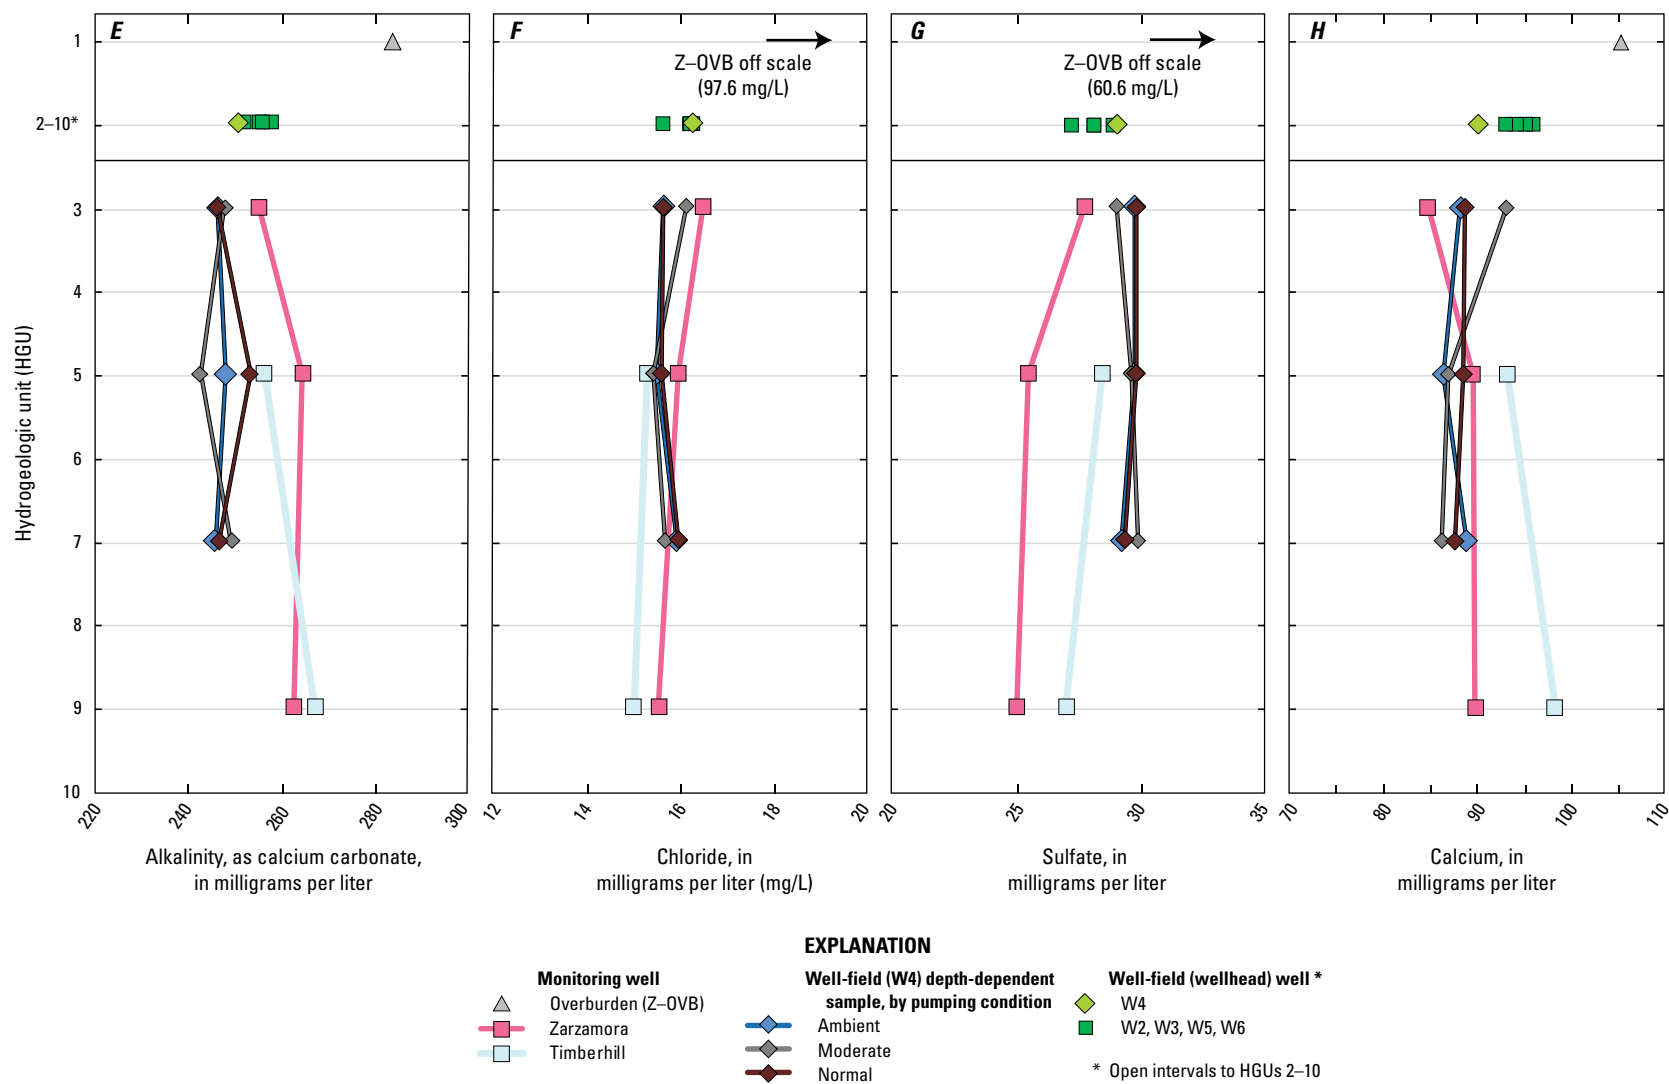 E
F
G
H
Z–OVB off scale
(97.6 mg/L)
Z–OVB off scale
(60.6 mg/L)
Hydrogeologic unit (HGU)
1
2–10*
3
4
5
6
7
8
9
10
220 240 260 280 300
12 14 16 18 20
20 25 30 35
70 80 90 100 110
Alkalinity, as calcium carbonate,
in milligrams per liter
Chloride, in
milligrams per liter (mg/L)
Sulfate, in
milligrams per liter
Calcium, in
milligrams per liter
EXPLANATION
Monitoring well
Overburden (Z–OVB)
Zarzamora
Timberhill
Well-field (W4) depth-dependent
sample, by pumping condition
Ambient
Moderate
Normal
Well-field (wellhead) well *
W4
W2, W3, W5, W6
* Open intervals to HGUs 2–10